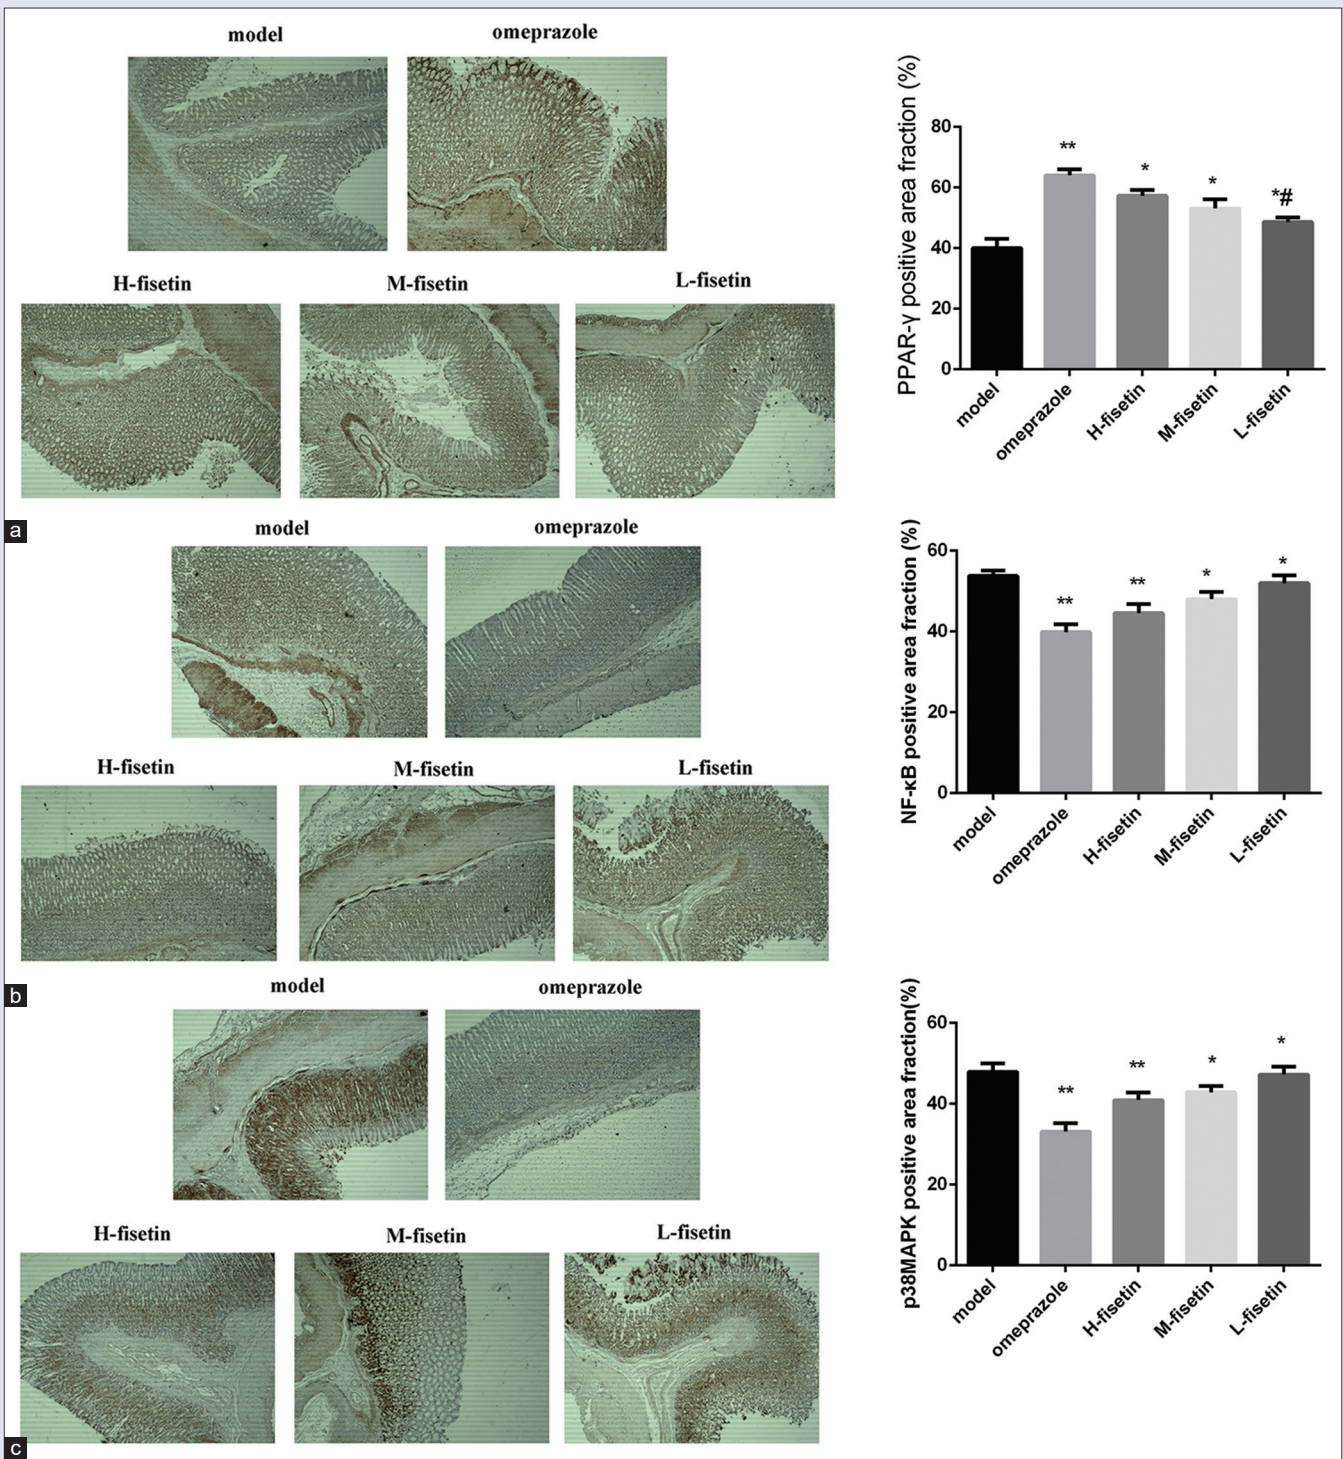 model
omeprazole
H-fisetin
M-fisetin
L-fisetin
a
PPAR-γ positive area fraction (%)
80
60
40
20
0
**
*
*
*#
model
omeprazole
H-fisetin
M-fisetin
L-fisetin
model
omeprazole
H-fisetin
M-fisetin
L-fisetin
b
NF-κB positive area fraction (%)
60
40
20
0
**
**
*
*
model
omeprazole
H-fisetin
M-fisetin
L-fisetin
model
omeprazole
H-fisetin
M-fisetin
L-fisetin
c
p38MAPK positive area fraction(%)
60
40
20
0
**
**
*
*
model
omeprazole
H-fisetin
M-fisetin
L-fisetin